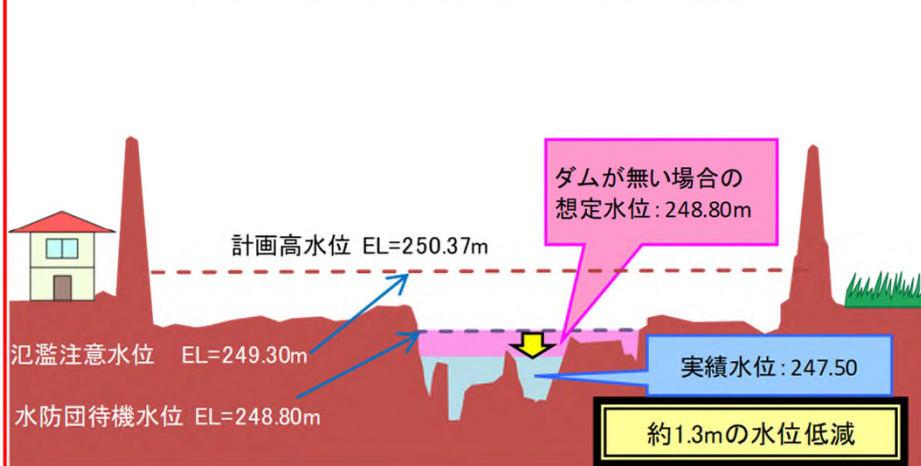 ダムが無い場合の
想定水位：248.80m
計画高水位 EL=250.37m
氾濫注意水位 EL=249.30m
実績水位：247.50
水防団待機水位 EL=248.80m
約1.3mの水位低減